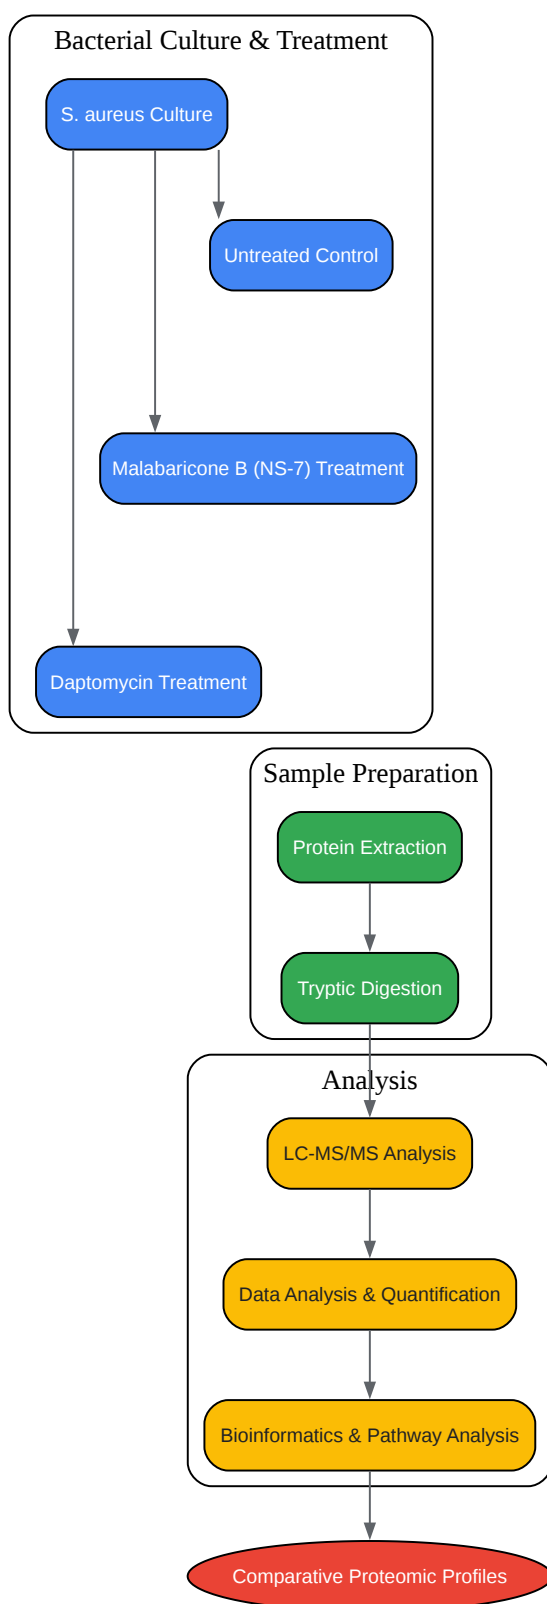 Bacterial Culture & Treatment
S. aureus Culture
Untreated Control
Malabaricone B (NS-7) Treatment
Daptomycin Treatment
Sample Preparation
Protein Extraction
Tryptic Digestion
Analysis
LC-MS/MS Analysis
Data Analysis & Quantification
Bioinformatics & Pathway Analysis
Comparative Proteomic Profiles